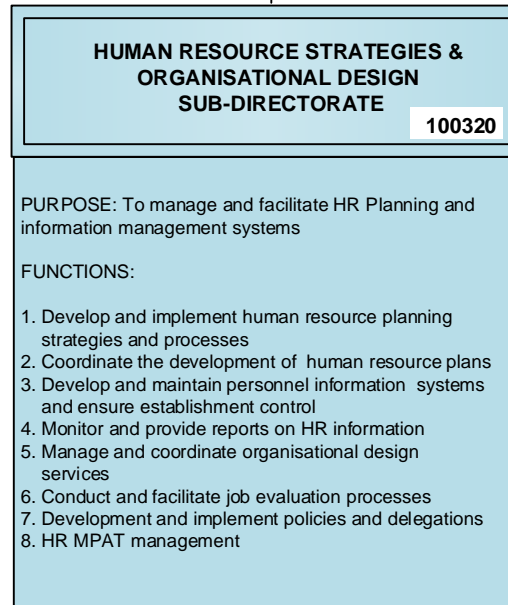 HUMAN RESOURCE STRATEGIES &
ORGANISATIONAL DESIGN
SUB-DIRECTORATE
100320
PURPOSE: To manage and facilitate HR Planning and
information management systems
FUNCTIONS:
1. Develop and implement human resource planning
strategies and processes
2. Coordinate the development of human resource plans
3. Develop and maintain personnel information systems
and ensure establishment control
4. Monitor and provide reports on HR information
5. Manage and coordinate organisational design
services
6. Conduct and facilitate job evaluation processes
7. Development and implement policies and delegations
8. HR MPAT management